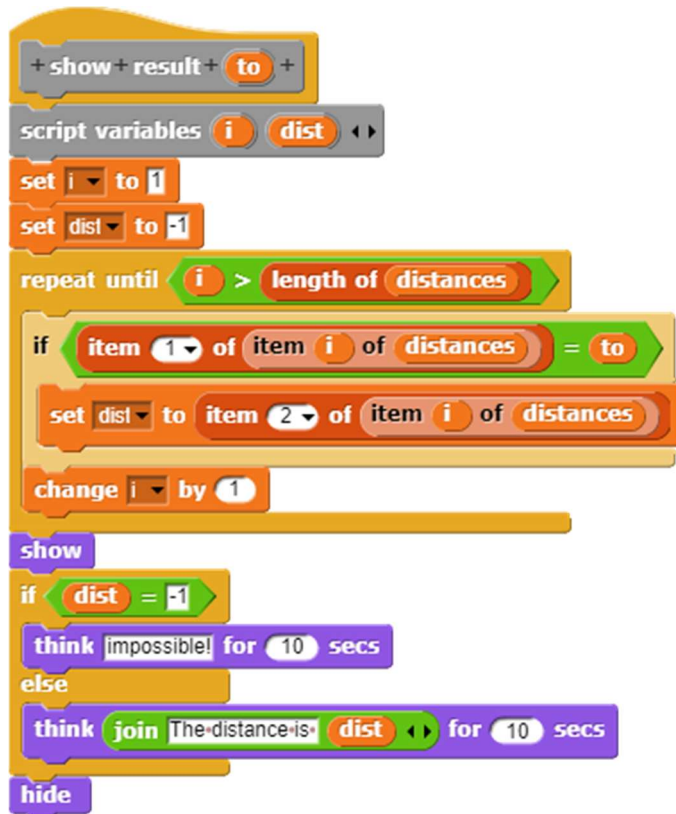 + show + result + to +
script variables i dist
set i to 1
set dist to -1
repeat until i > length of distances
if item 1 of item i of distances = to
set dist to item 2 of item i of distances
change i by 1
show
if dist = -1
think impossible! for 10 secs
else
think join The distance is dist for 10 secs
hide